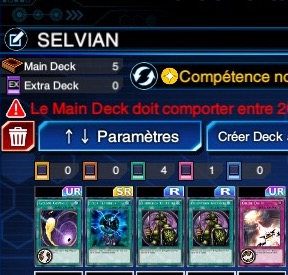 SELVIAN
Main Deck 5
EX Extra Deck 0
Compétence no
Le Main Deck doit comporter entre 2
↑↓ Paramètres
Créer Deck
0 0 4 1 0
UR SR R R UR